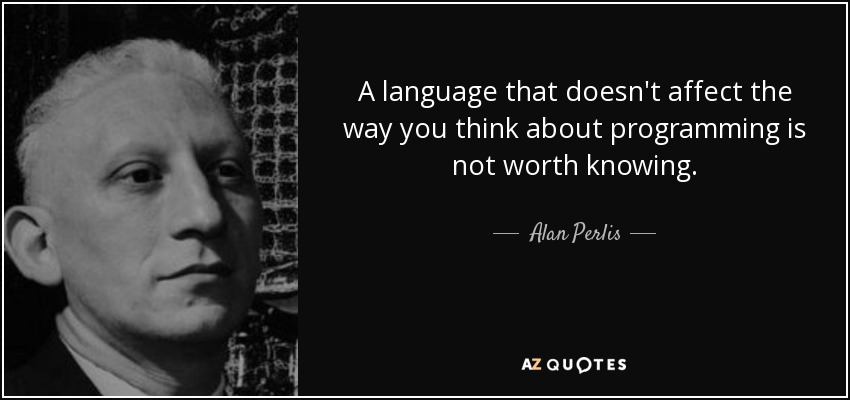 A language that doesn't affect the
way you think about programming is
not worth knowing.
Alan Perlis
AZ QUOTES